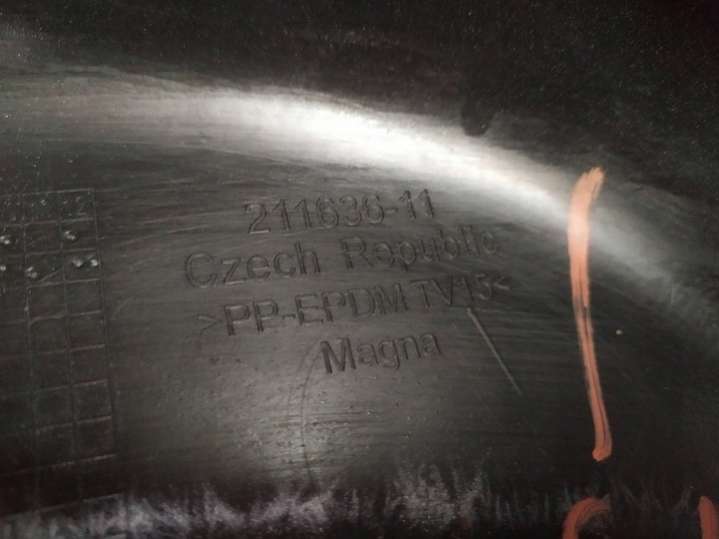 211636-11
Czech Republic
>PP-EPDM TV15<
Magna